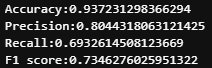 Accuracy:0.937231298366294
Precision:0.8044318063121425
Recall:0.6932614508123669
F1 score:0.7346276025951322